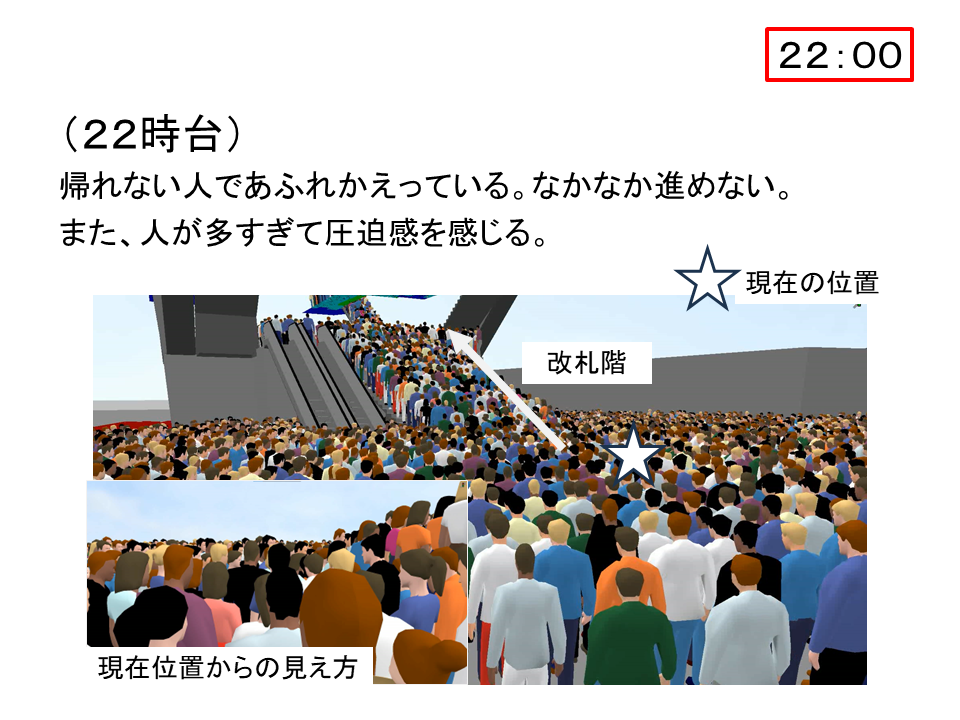 ２２：００
（２２時台）
帰れない人であふれかえっている。なかなか進めない。
また、人が多すぎて圧迫感を感じる。
現在の位置
改札階
現在位置からの見え方